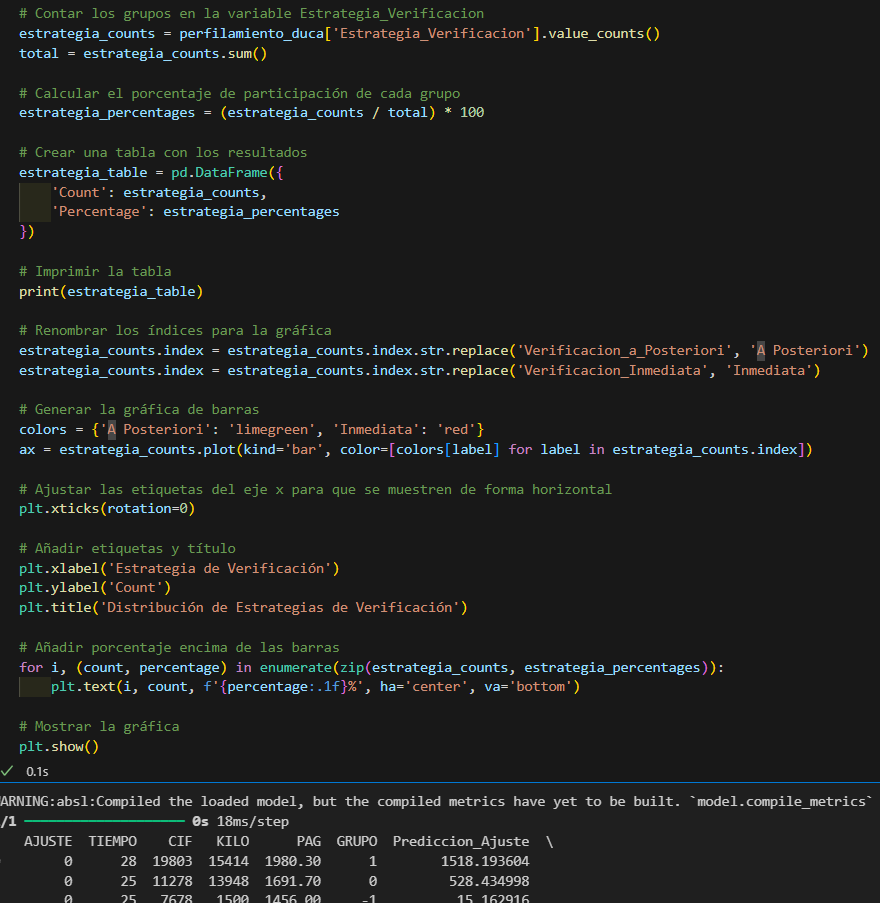 # Contar los grupos en la variable Estrategia_Verificacion
estrategia_counts = perfilamiento_duca['Estrategia_Verificacion'].value_counts()
total = estrategia_counts.sum()
# Calcular el porcentaje de participación de cada grupo
estrategia_percentages = (estrategia_counts / total) * 100
# Crear una tabla con los resultados
estrategia_table = pd.DataFrame({
    'Count': estrategia_counts,
    'Percentage': estrategia_percentages
})
# Imprimir la tabla
print(estrategia_table)
# Renombrar los índices para la gráfica
estrategia_counts.index = estrategia_counts.index.str.replace('Verificacion_a_Posteriori', 'A Posteriori')
estrategia_counts.index = estrategia_counts.index.str.replace('Verificacion_Inmediata', 'Inmediata')
# Generar la gráfica de barras
colors = {'A Posteriori': 'limegreen', 'Inmediata': 'red'}
ax = estrategia_counts.plot(kind='bar', color=[colors[label] for label in estrategia_counts.index])
# Ajustar las etiquetas del eje x para que se muestren de forma horizontal
plt.xticks(rotation=0)
# Añadir etiquetas y título
plt.xlabel('Estrategia de Verificación')
plt.ylabel('Count')
plt.title('Distribución de Estrategias de Verificación')
# Añadir porcentaje encima de las barras
for i, (count, percentage) in enumerate(zip(estrategia_counts, estrategia_percentages)):
    plt.text(i, count, f'{percentage:.1f}%', ha='center', va='bottom')
# Mostrar la gráfica
plt.show()
0.1s
ARNING:absl:Compiled the loaded model, but the compiled metrics have yet to be built. `model.compile_metrics`
/1 0s 18ms/step
AJUSTE TIEMPO CIF KILO PAG GRUPO Prediccion_Ajuste \
0 28 19803 15414 1980.30 1 1518.193604
0 25 11278 13948 1691.70 0 528.434998
0 25 7678 1500 1456.00 -1 15.162916